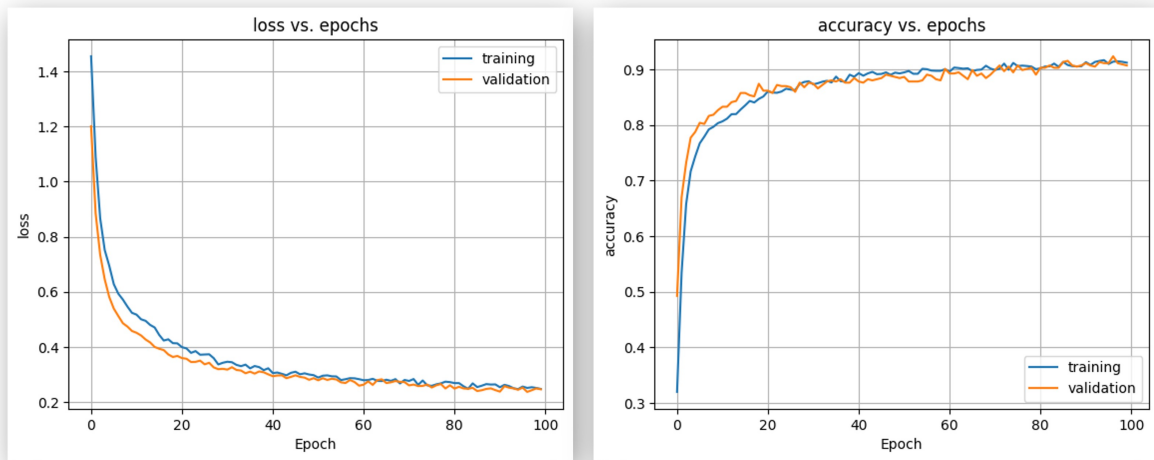 loss vs. epochs
training
validation
1.4
1.2
1.0
0.8
0.6
0.4
0.2
loss
0 20 40 60 80 100
Epoch
accuracy vs. epochs
0.9
0.8
0.7
0.6
0.5
0.4
0.3
accuracy
training
validation
0 20 40 60 80 100
Epoch